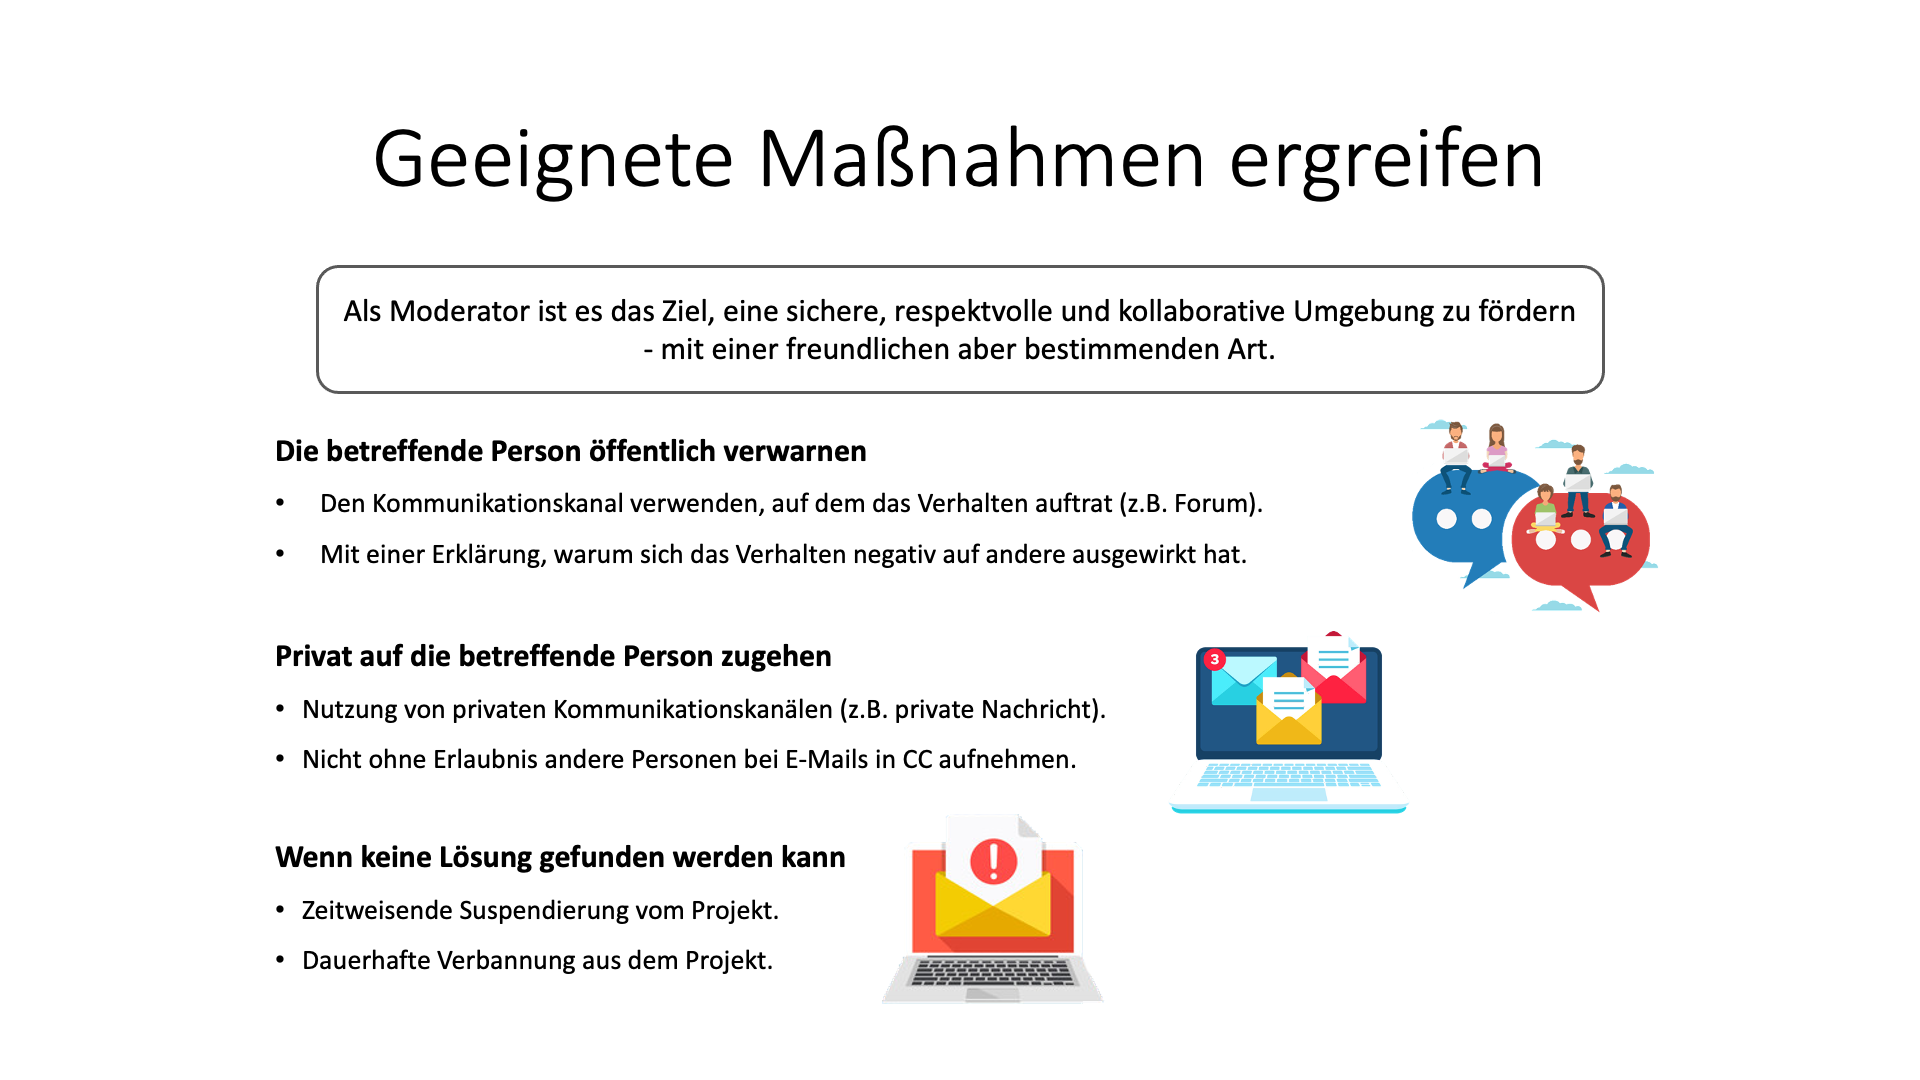 Geeignete Maßnahmen ergreifen
Als Moderator ist es das Ziel, eine sichere, respektvolle und kollaborative Umgebung zu fördern
- mit einer freundlichen aber bestimmenden Art.
Die betreffende Person öffentlich verwarnen
• Den Kommunikationskanal verwenden, auf dem das Verhalten auftrat (z.B. Forum).
• Mit einer Erklärung, warum sich das Verhalten negativ auf andere ausgewirkt hat.
Privat auf die betreffende Person zugehen
• Nutzung von privaten Kommunikationskanälen (z.B. private Nachricht).
• Nicht ohne Erlaubnis andere Personen bei E-Mails in CC aufnehmen.
3
Wenn keine Lösung gefunden werden kann
• Zeitweisende Suspendierung vom Projekt.
• Dauerhafte Verbannung aus dem Projekt.
!